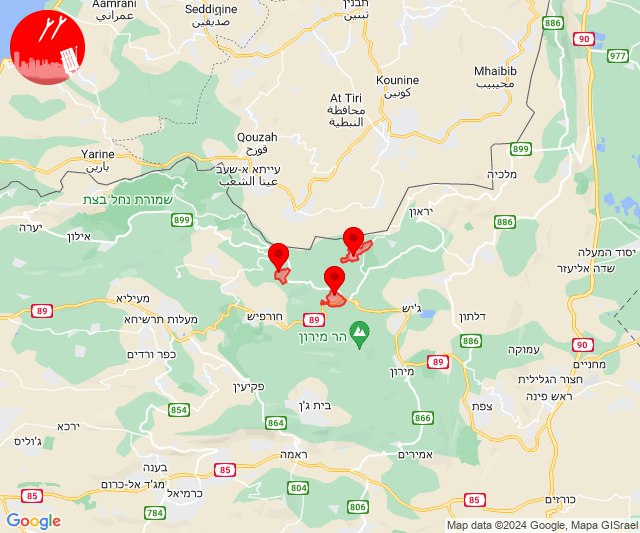 Aamrani
عمراني
Seddiqine
صديقين
תבנין
تبنين
886
90
977
Kounine
كونين
Mhaibib
محيبيب
At Tiri
מחאפظة
النبطية
Qouzah
قوزح
899
Yarine
يارين
עייתא א-שעב
عيتا الشعب
מלכיה
שמורת נחל בצת
899
יערה
אילון
יראון
886
יסוד המעלה
שדה אליעזר
מעיליא
89
מעלות תרשיחא
חורפיש
89
ג'יש
דלתון
הר מירון
886
90
כפר ורדים
עמוקה
89
מירון
מחניים
פקיעין
חצור הגלילית
ראש פינה
854
בית ג'ן
צפת
864
866
ירכא
ג'וליס
ראמה
אמירים
בענה
85
מג'ד אל-כרום
85
כרמיאל
806
804
85
כורזים
784
Google
Map data ©2024 Google, Mapa GISrael